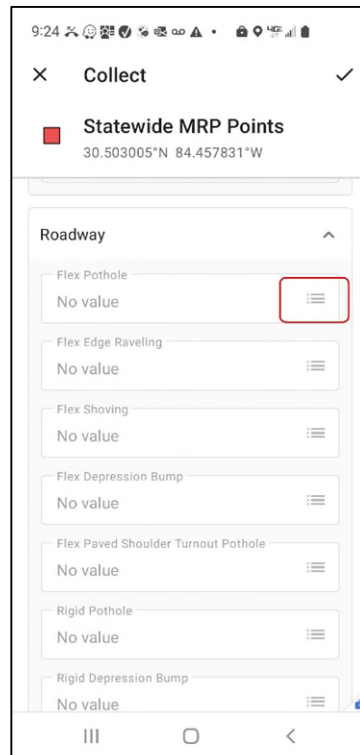 9:24
Collect
Statewide MRP Points
30.503005°N 84.457831°W
Roadway
Flex Pothole
No value
Flex Edge Raveling
No value
Flex Shoving
No value
Flex Depression Bump
No value
Flex Paved Shoulder Turnout Pothole
No value
Rigid Pothole
No value
Rigid Depression Bump
No value